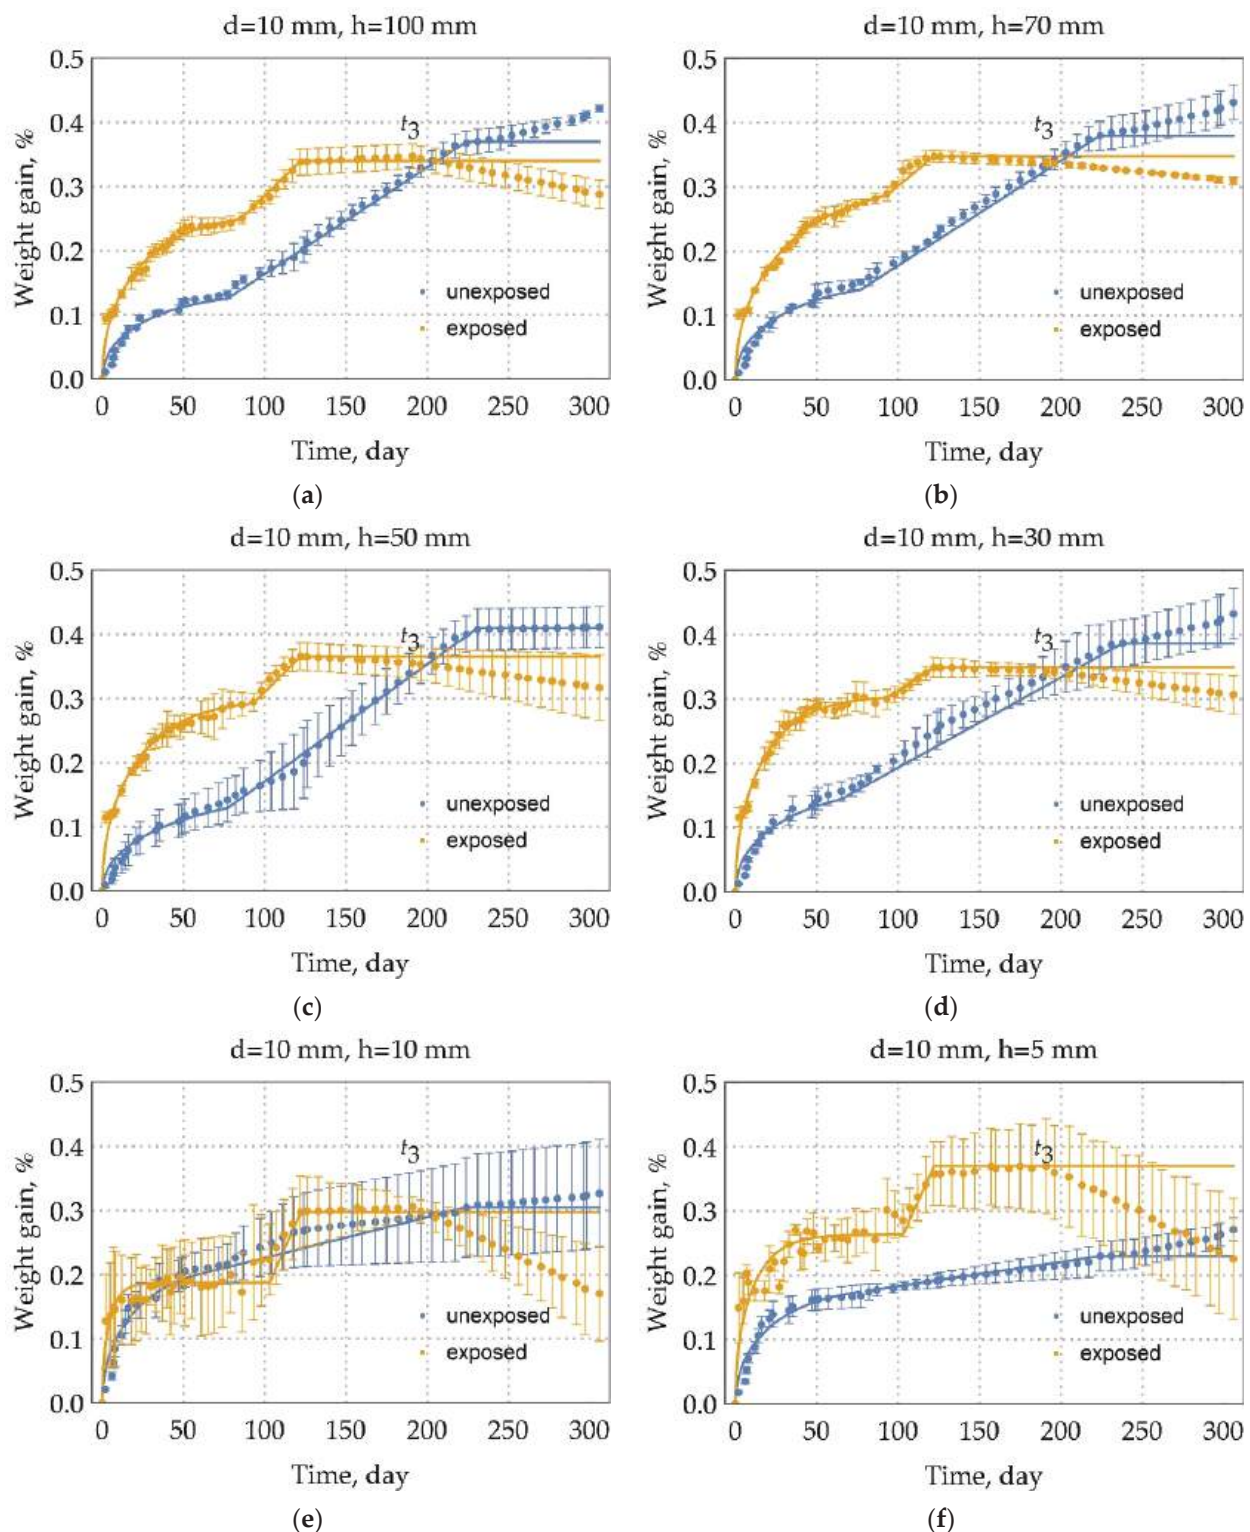 d=10 mm, h=100 mm
0.5
0.4
0.3
0.2
0.1
0.0
Weight gain, %
t3
unexposed
exposed
0 50 100 150 200 250 300
Time, day
(a)
d=10 mm, h=70 mm
0.5
0.4
0.3
0.2
0.1
0.0
Weight gain, %
t3
unexposed
exposed
0 50 100 150 200 250 300
Time, day
(b)
d=10 mm, h=50 mm
0.5
0.4
0.3
0.2
0.1
0.0
Weight gain, %
t3
unexposed
exposed
0 50 100 150 200 250 300
Time, day
(c)
d=10 mm, h=30 mm
0.5
0.4
0.3
0.2
0.1
0.0
Weight gain, %
t3
unexposed
exposed
0 50 100 150 200 250 300
Time, day
(d)
d=10 mm, h=10 mm
0.5
0.4
0.3
0.2
0.1
0.0
Weight gain, %
t3
unexposed
exposed
0 50 100 150 200 250 300
Time, day
(e)
d=10 mm, h=5 mm
0.5
0.4
0.3
0.2
0.1
0.0
Weight gain, %
t3
unexposed
exposed
0 50 100 150 200 250 300
Time, day
(f)